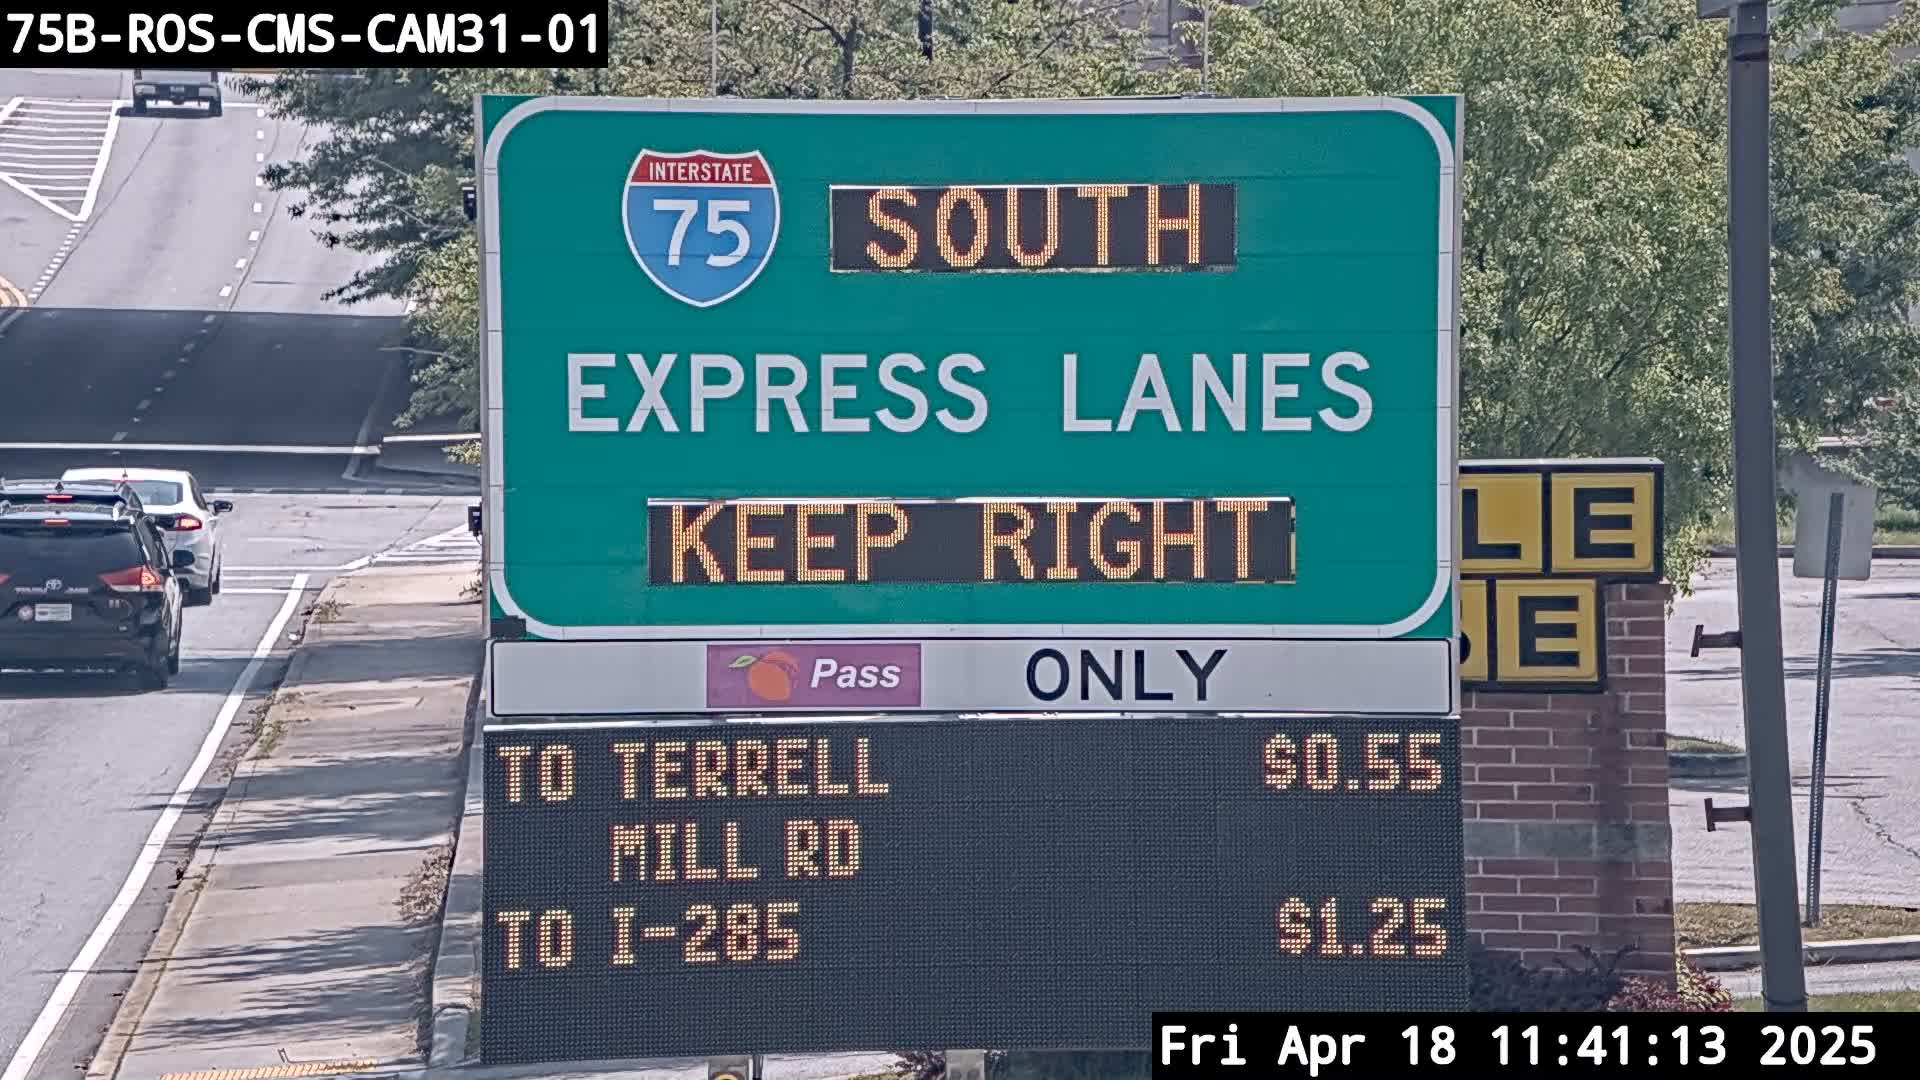 75B-ROS-CMS-CAM31-01
INTERSTATE
75
SOUTH
EXPRESS LANES
KEEP RIGHT
Pass ONLY
TO TERRELL $0.55
MILL RD
TO I-285 $1.25
LE
E
Fri Apr 18 11:41:13 2025